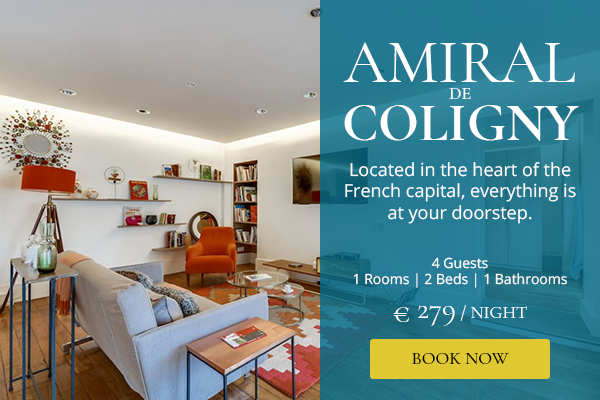 AMIRAL
DE
COLIGNY
Located in the heart of the
French capital, everything is
at your doorstep.
4 Guests
1 Rooms | 2 Beds | 1 Bathrooms
€ 279 / NIGHT
BOOK NOW